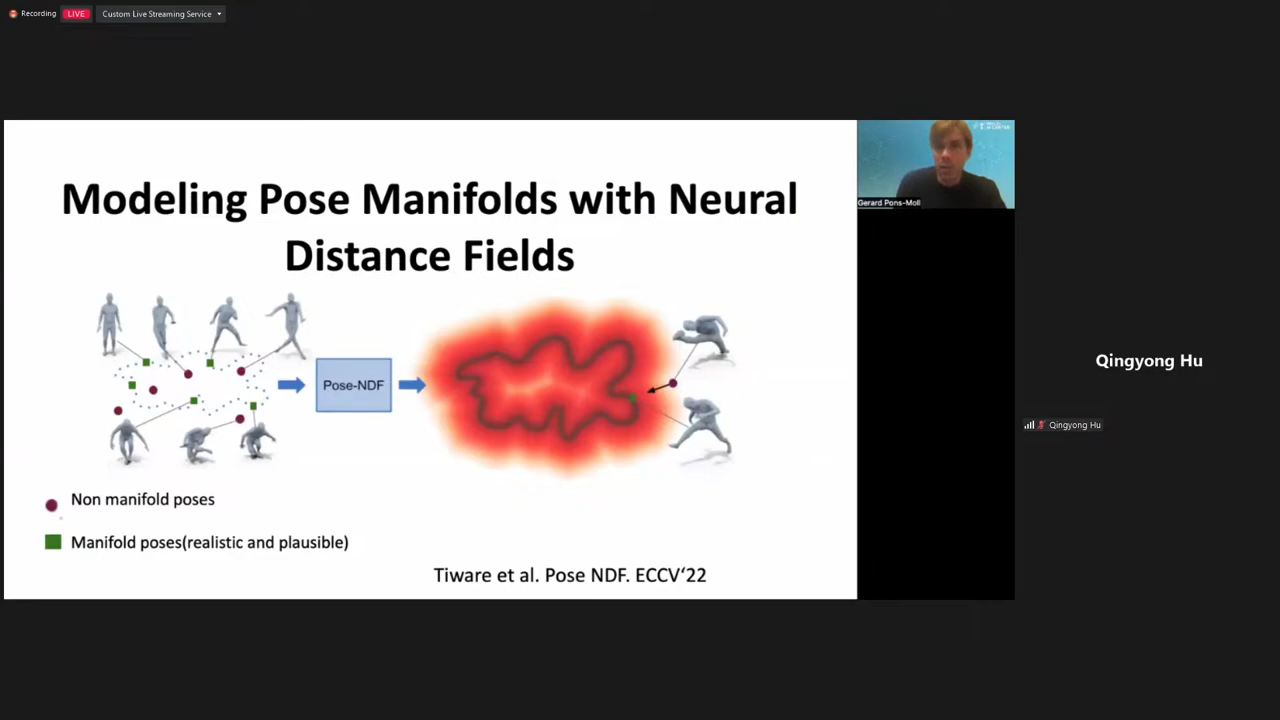 Recording
LIVE
Custom Live Streaming Service
Modeling Pose Manifolds with Neural
Distance Fields
Pose-NDF
Non manifold poses
Manifold poses(realistic and plausible)
Tiware et al. Pose NDF. ECCV‘22
Gerard Pons-Moll
Qingyong Hu
Qingyong Hu